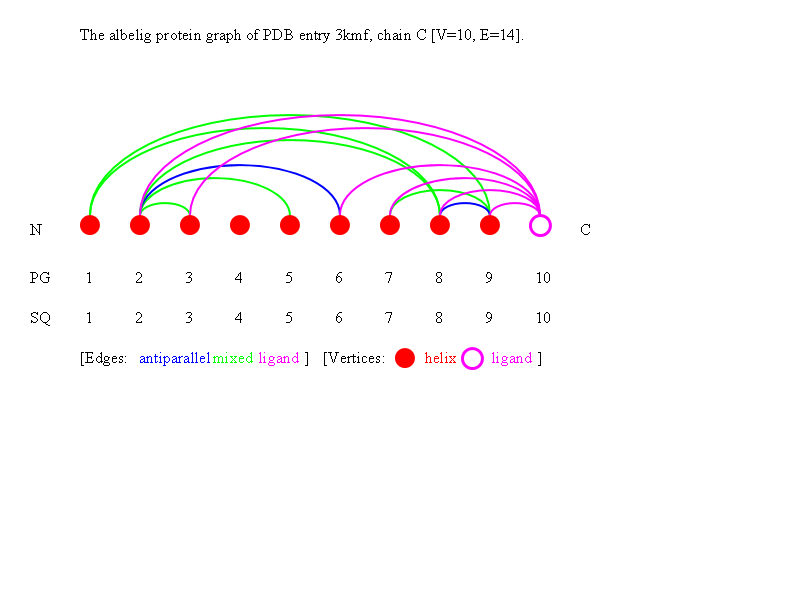 The albelig protein graph of PDB entry 3kmf, chain C [V=10, E=14].
N C
PG 1 2 3 4 5 6 7 8 9 10
SQ 1 2 3 4 5 6 7 8 9 10
[Edges: antiparallel mixed ligand ] [Vertices: helix ligand ]